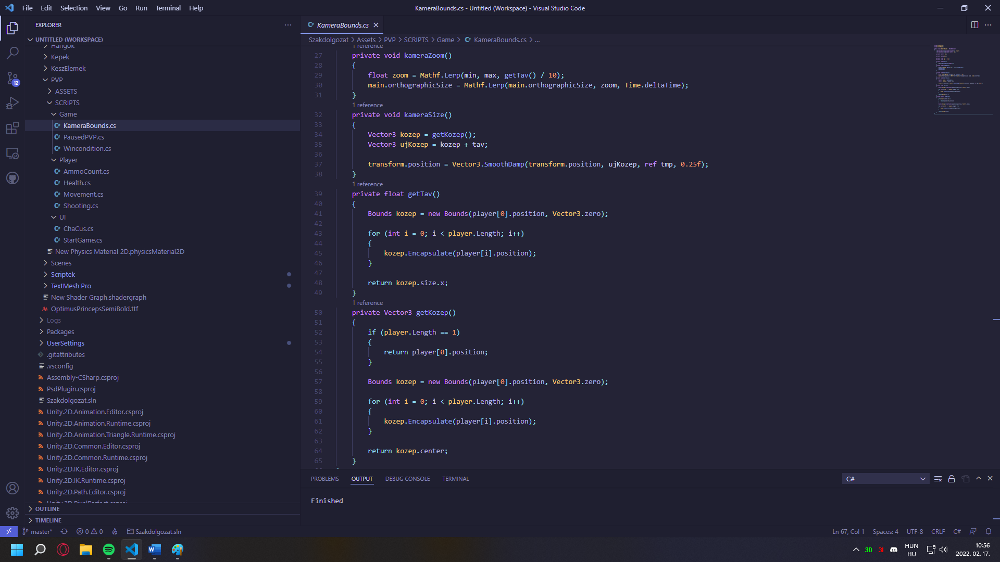 File Edit Selection View Go Run Terminal Help
KameraBounds.cs - Untitled (Workspace) - Visual Studio Code
EXPLORER
UNTITLED (WORKSPACE)
Hangok
Kepek
KeszElemek
PVP
ASSETS
SCRIPTS
Game
KameraBounds.cs
PausedPVP.cs
Wincondition.cs
Player
AmmoCount.cs
Health.cs
Movement.cs
Shooting.cs
UI
ChaCus.cs
StartGame.cs
New Physics Material 2D.physicsMaterial2D
Scenes
Scriptek
TextMesh Pro
New Shader Graph.shadergraph
OptimusPrincepsSemiBold.ttf
Logs
Packages
UserSettings
.gitattributes
.vsconfig
Assembly-CSharp.csproj
PsdPlugin.csproj
Szakdolgozat.sln
Unity.2D.Animation.Editor.csproj
Unity.2D.Animation.Runtime.csproj
Unity.2D.Animation.Triangle.Runtime.csproj
Unity.2D.Common.Editor.csproj
Unity.2D.Common.Runtime.csproj
Unity.2D.IK.Editor.csproj
Unity.2D.IK.Runtime.csproj
Unity.2D.Path.Editor.csproj
Unity.2D.PixelPerfect.csproj
OUTLINE
TIMELINE
12
KameraBounds.cs
Szakdolgozat > Assets > PVP > SCRIPTS > Game > KameraBounds.cs > ...
1 reference
27 private void kameraZoom()
28 {
29 float zoom = Mathf.Lerp(min, max, getTav() / 10);
30 main.orthographicSize = Mathf.Lerp(main.orthographicSize, zoom, Time.deltaTime);
31 }
1 reference
32 private void kameraSize()
33 {
34 Vector3 kozep = getKozep();
35 Vector3 ujKozep = kozep + tav;
36
37 transform.position = Vector3.SmoothDamp(transform.position, ujKozep, ref tmp, 0.25f);
38 }
1 reference
39 private float getTav()
40 {
41 Bounds kozep = new Bounds(player[0].position, Vector3.zero);
42
43 for (int i = 0; i < player.Length; i++)
44 {
45 kozep.Encapsulate(player[i].position);
46 }
47
48 return kozep.size.x;
49 }
1 reference
50 private Vector3 getKozep()
51 {
52 if (player.Length == 1)
53 {
54 return player[0].position;
55 }
56
57 Bounds kozep = new Bounds(player[0].position, Vector3.zero);
58
59 for (int i = 0; i < player.Length; i++)
60 {
61 kozep.Encapsulate(player[i].position);
62 }
63
64 return kozep.center;
65 }
PROBLEMS OUTPUT DEBUG CONSOLE TERMINAL
C#
Finished
master* 0 0 Szakdolgozat.sln
Ln 67, Col 1 Spaces: 4 UTF-8 CRLF C#
30 3I HUN
HU
10:56
2022. 02. 17.